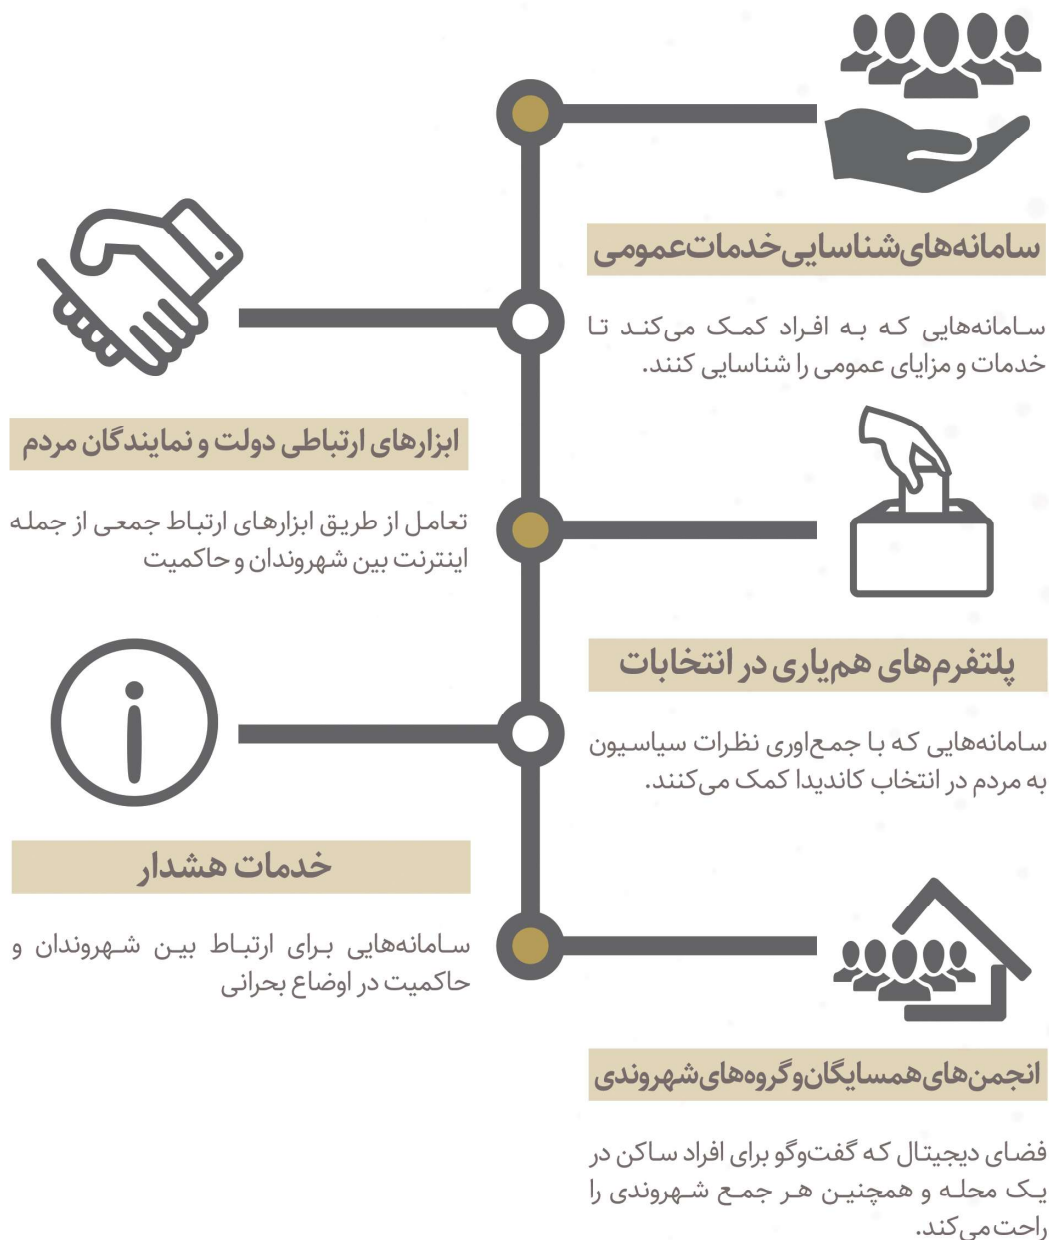 سامانه‌های شناسایی خدمات عمومی
سامانه‌هایی که به افراد کمک می‌کند تا
خدمات و مزایای عمومی را شناسایی کنند.
ابزارهای ارتباطی دولت و نمایندگان مردم
تعامل از طریق ابزارهای ارتباط جمعی از جمله
اینترنت بین شهروندان و حاکمیت
پلتفرم‌های هم‌یاری در انتخابات
سامانه‌هایی که با جمع‌اوری نظرات سیاسیون
به مردم در انتخاب کاندیدا کمک می‌کنند.
خدمات هشدار
سامانه‌هایی برای ارتباط بین شهروندان و
حاکمیت در اوضاع بحرانی
انجمن‌های همسایگان و گروه‌های شهروندی
فضای دیجیتال که گفت‌وگو برای افراد ساکن در
یک محله و همچنین هر جمع شهروندی را
راحت می‌کند.